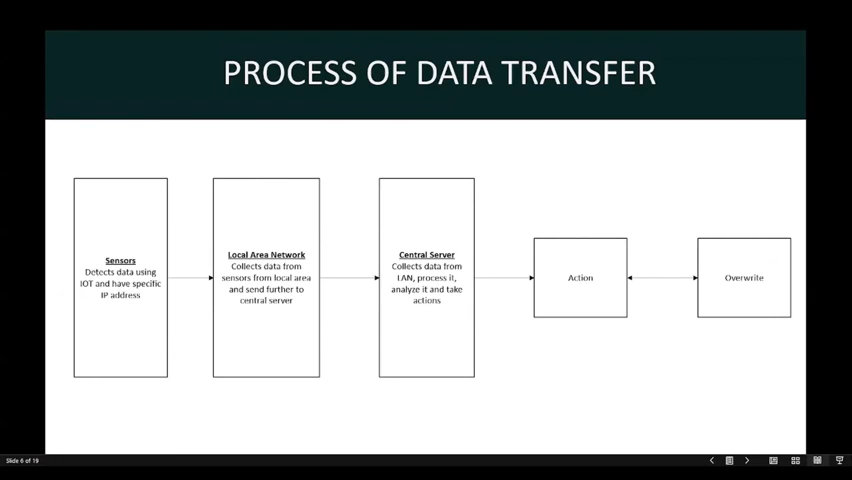 PROCESS OF DATA TRANSFER
Sensors
Detects data using
IOT and have specific
IP address
Local Area Network
Collects data from
sensors from local area
and send further to
central server
Central Server
Collects data from
LAN, process it,
analyze it and take
actions
Action
Overwrite
Slide 6 of 19